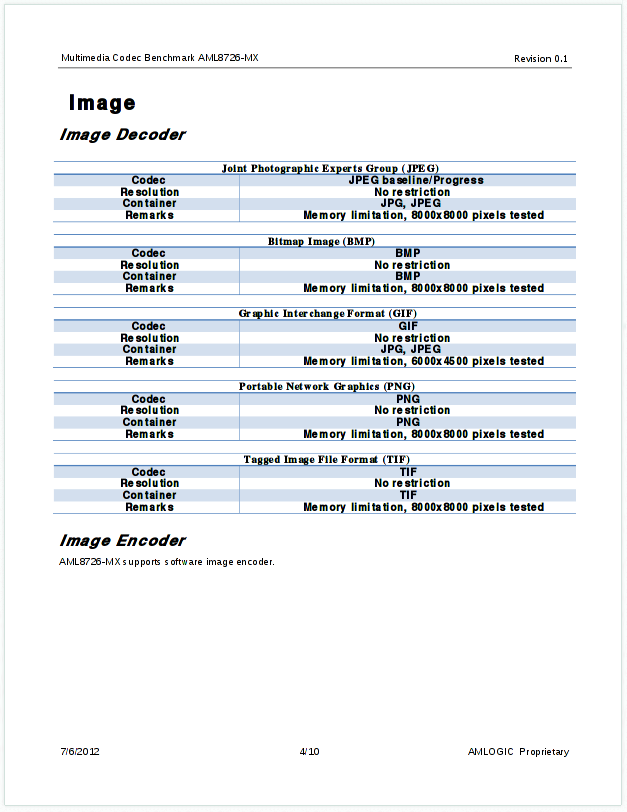 Multimedia Codec Benchmark AML8726-MX Revision 0.1
Image
Image Decoder
Joint Photographic Experts Group (JPEG)
Codec JPEG baseline/Progress
Resolution No restriction
Container JPG, JPEG
Remarks Memory limitation, 8000x8000 pixels tested
Bitmap Image (BMP)
Codec BMP
Resolution No restriction
Container BMP
Remarks Memory limitation, 8000x8000 pixels tested
Graphic Interchange Format (GIF)
Codec GIF
Resolution No restriction
Container JPG, JPEG
Remarks Memory limitation, 6000x4500 pixels tested
Portable Network Graphics (PNG)
Codec PNG
Resolution No restriction
Container PNG
Remarks Memory limitation, 8000x8000 pixels tested
Tagged Image File Format (TIF)
Codec TIF
Resolution No restriction
Container TIF
Remarks Memory limitation, 8000x8000 pixels tested
Image Encoder
AML8726-MX supports software image encoder.
7/6/2012 4/10 AMLOGIC Proprietary